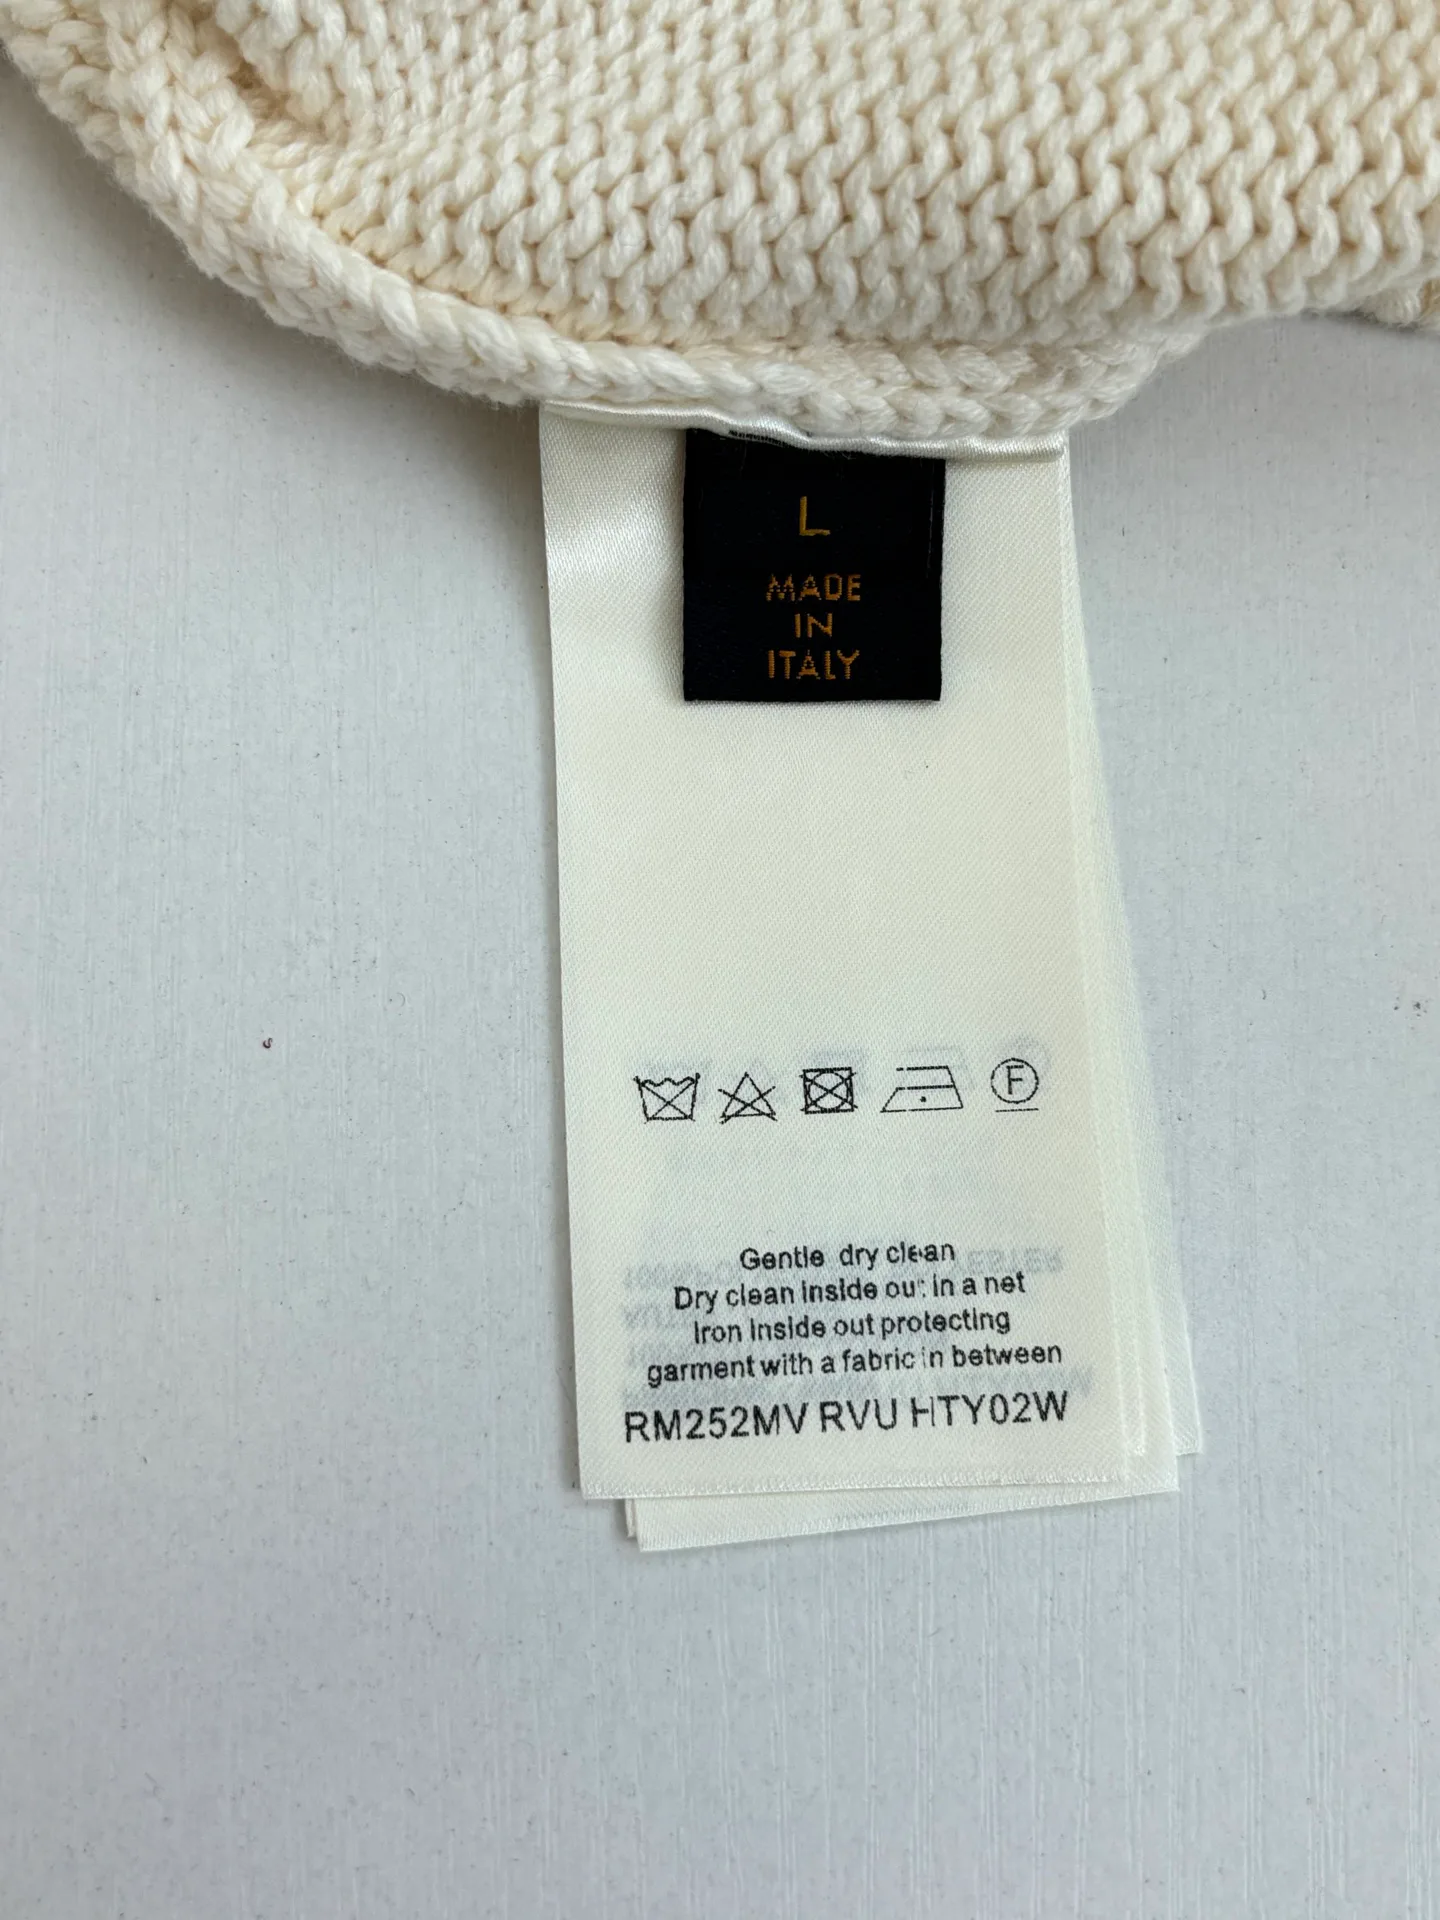 L
MADE
IN
ITALY
F
Gentle dry clean
Dry clean inside out in a net
Iron inside out protecting
garment with a fabric in between
RM252MV RVU HTY02W